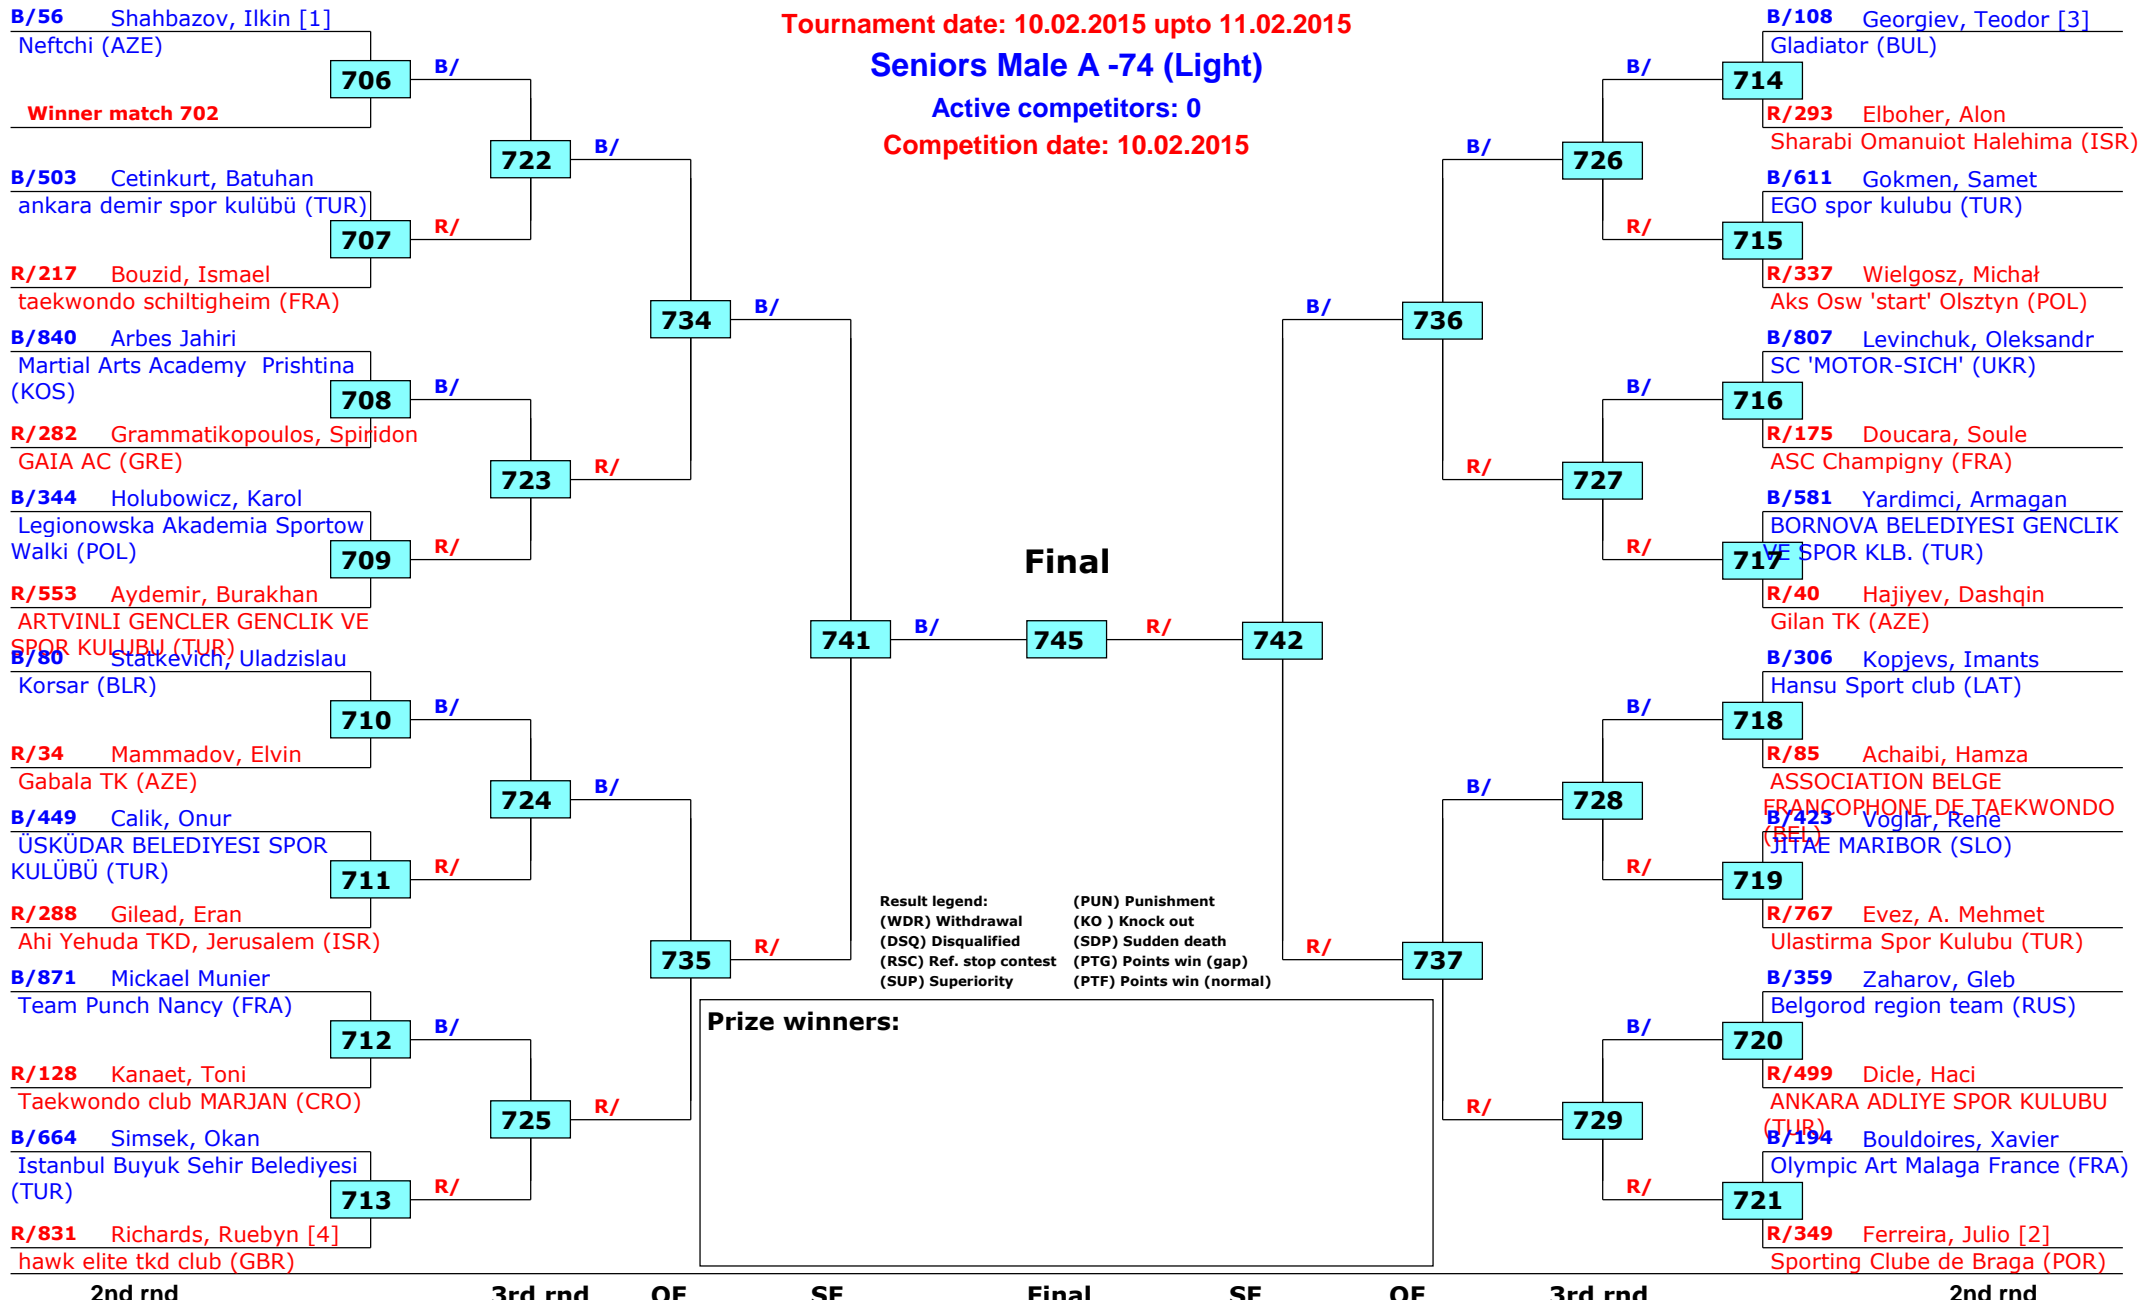 Tournament date: 10.02.2015 upto 11.02.2015
Seniors Male A -74 (Light)
Active competitors: 0
Competition date: 10.02.2015
B/56 Shahbazov, Ilkin [1]
Neftchi (AZE)
706
Winner match 702
B/503 Cetinkurt, Batuhan
ankara demir spor kulübü (TUR)
707
R/217 Bouzid, Ismael
taekwondo schiltigheim (FRA)
B/840 Arbes Jahiri
Martial Arts Academy  Prishtina
(KOS)
708
R/282 Grammatikopoulos, Spiridon
GAIA AC (GRE)
B/344 Holubowicz, Karol
Legionowska Akademia Sportow
Walki (POL)
709
R/553 Aydemir, Burakhan
ARTVINLI GENCLER GENCLIK VE
SPOR KULUBU (TUR)
B/80 Statkevich, Uladzislau
Korsar (BLR)
710
R/34 Mammadov, Elvin
Gabala TK (AZE)
B/449 Calik, Onur
ÜSKÜDAR BELEDIYESI SPOR
KULÜBÜ (TUR)
711
R/288 Gilead, Eran
Ahi Yehuda TKD, Jerusalem (ISR)
B/871 Mickael Munier
Team Punch Nancy (FRA)
712
R/128 Kanaet, Toni
Taekwondo club MARJAN (CRO)
B/664 Simsek, Okan
Istanbul Buyuk Sehir Belediyesi
(TUR)
713
R/831 Richards, Ruebyn [4]
hawk elite tkd club (GBR)
B/
722
R/
B/
723
R/
B/
724
R/
B/
725
R/
B/
734
R/
B/
735
R/
B/
741
R/
Final
B/ 745 R/
B/
742
R/
B/
736
R/
B/
737
R/
B/
726
R/
B/
727
R/
B/
728
R/
B/
729
R/
B/108 Georgiev, Teodor [3]
Gladiator (BUL)
714
R/293 Elboher, Alon
Sharabi Omanuiot Halehima (ISR)
B/611 Gokmen, Samet
EGO spor kulubu (TUR)
715
R/337 Wielgosz, Michał
Aks Osw 'start' Olsztyn (POL)
B/807 Levinchuk, Oleksandr
SC 'MOTOR-SICH' (UKR)
716
R/175 Doucara, Soule
ASC Champigny (FRA)
B/581 Yardimci, Armagan
BORNOVA BELEDIYESI GENCLIK
VE SPOR KLB. (TUR)
717
R/40 Hajiyev, Dashqin
Gilan TK (AZE)
B/306 Kopjevs, Imants
Hansu Sport club (LAT)
718
R/85 Achaibi, Hamza
ASSOCIATION BELGE
FRANCOPHONE DE TAEKWONDO
(BEL)
B/423 Voglar, Rene
JITAE MARIBOR (SLO)
719
R/767 Evez, A. Mehmet
Ulastirma Spor Kulubu (TUR)
B/359 Zaharov, Gleb
Belgorod region team (RUS)
720
R/499 Dicle, Haci
ANKARA ADLIYE SPOR KULUBU
(TUR)
B/194 Bouldoires, Xavier
Olympic Art Malaga France (FRA)
721
R/349 Ferreira, Julio [2]
Sporting Clube de Braga (POR)
Result legend: (PUN) Punishment
(WDR) Withdrawal (KO ) Knock out
(DSQ) Disqualified (SDP) Sudden death
(RSC) Ref. stop contest (PTG) Points win (gap)
(SUP) Superiority (PTF) Points win (normal)
Prize winners:
2nd rnd 3rd rnd QF SF Final SF QF 3rd rnd 2nd rnd